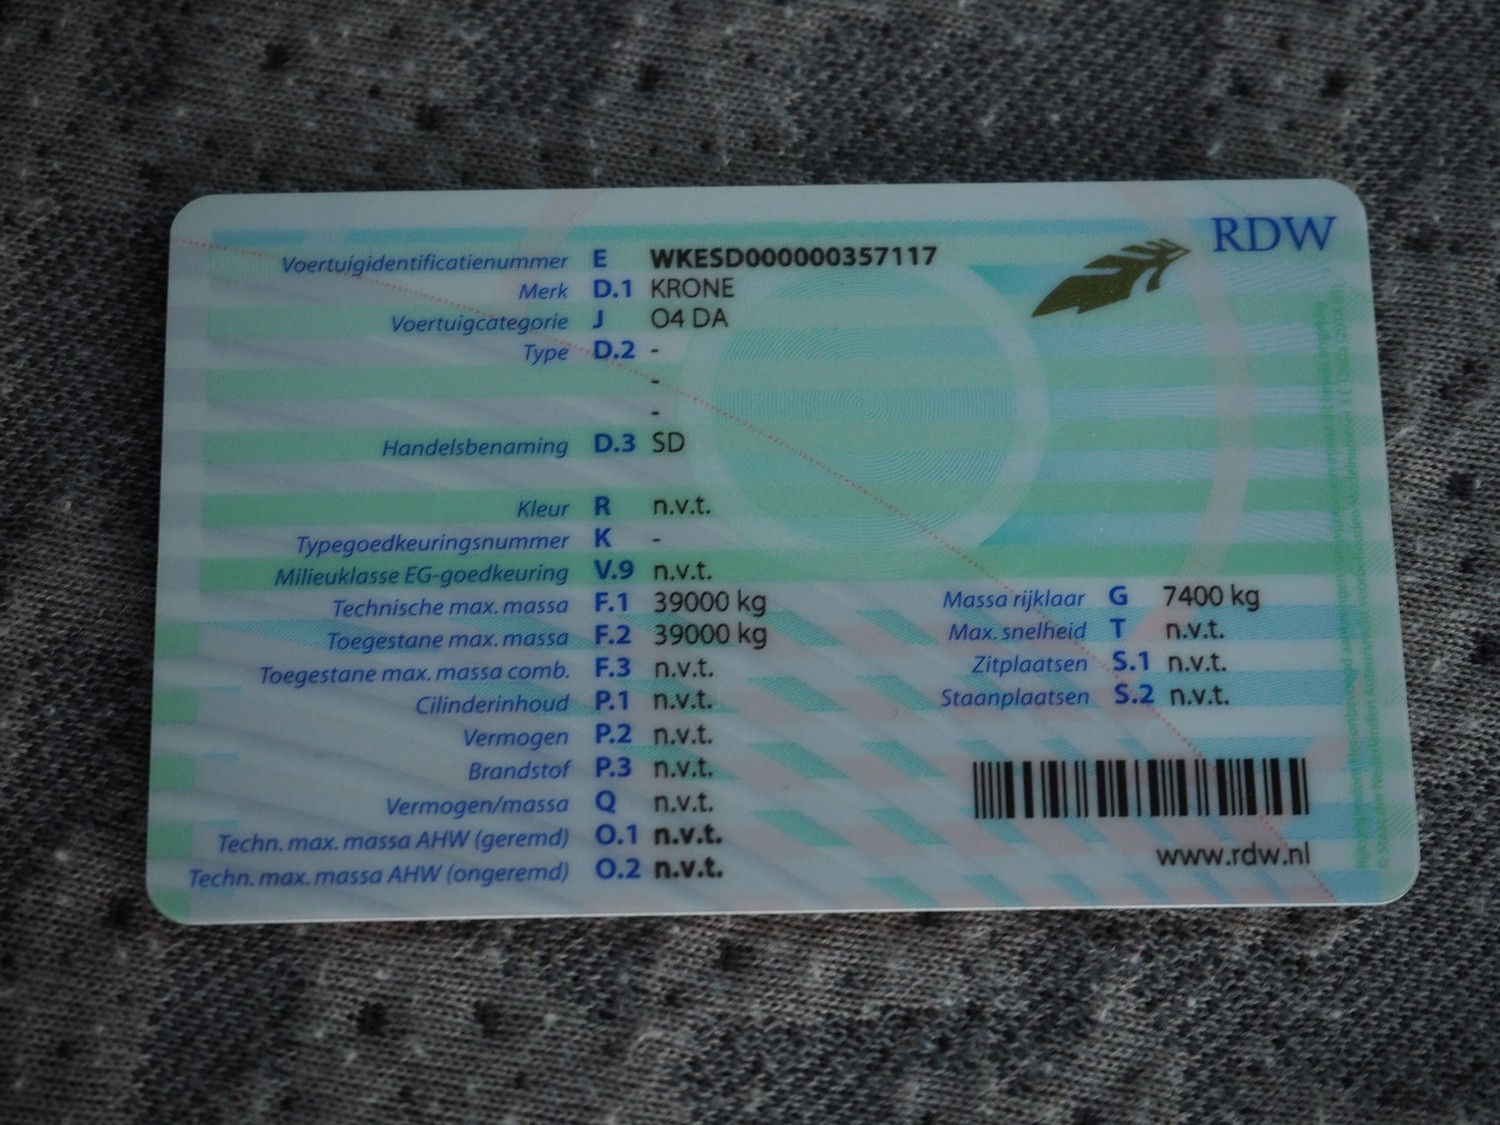 RDW
Voertuigidentificatienummer E WKESD000000357117
Merk D.1 KRONE
Voertuigcategorie J O4 DA
Type D.2 -
-
-
Handelsbenaming D.3 SD
Kleur R n.v.t.
Typegoedkeuringsnummer K -
Milieuklasse EG-goedkeuring V.9 n.v.t.
Technische max. massa F.1 39000 kg
Toegestane max. massa F.2 39000 kg
Toegestane max. massa comb. F.3 n.v.t.
Cilinderinhoud P.1 n.v.t.
Vermogen P.2 n.v.t.
Brandstof P.3 n.v.t.
Vermogen/massa Q n.v.t.
Techn. max. massa AHW (geremd) O.1 n.v.t.
Techn. max. massa AHW (ongeremd) O.2 n.v.t.
Massa rijklaar G 7400 kg
Max. snelheid T n.v.t.
Zitplaatsen S.1 n.v.t.
Staanplaatsen S.2 n.v.t.
www.rdw.nl